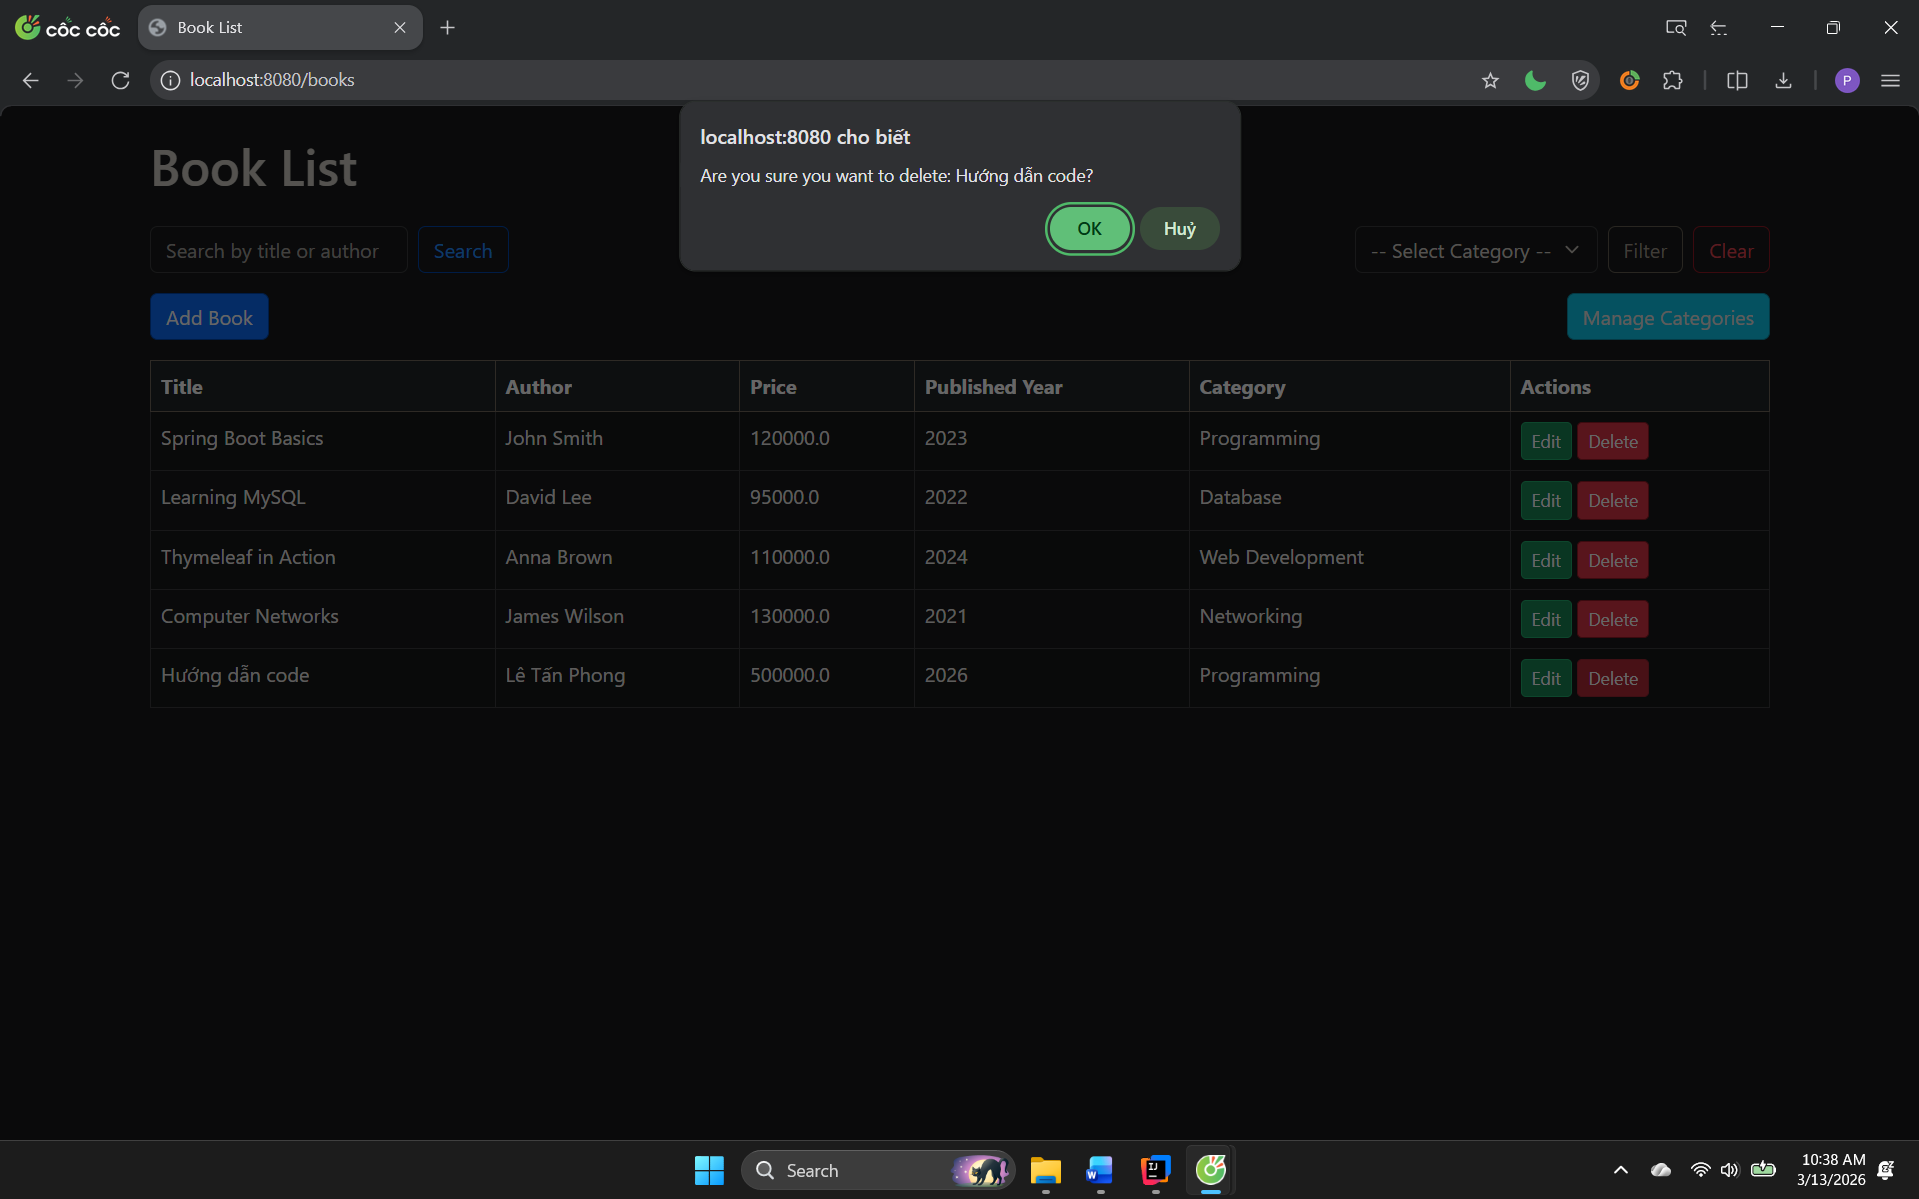 cốc cốc
Book List
localhost:8080/books
P
localhost:8080 cho biết
Are you sure you want to delete: Hướng dẫn code?
OK
Huỷ
Book List
Search by title or author
Search
-- Select Category --
Filter
Clear
Add Book
Manage Categories
Title Author Price Published Year Category Actions
Spring Boot Basics John Smith 120000.0 2023 Programming Edit Delete
Learning MySQL David Lee 95000.0 2022 Database Edit Delete
Thymeleaf in Action Anna Brown 110000.0 2024 Web Development Edit Delete
Computer Networks James Wilson 130000.0 2021 Networking Edit Delete
Hướng dẫn code Lê Tấn Phong 500000.0 2026 Programming Edit Delete
Search
W
IJ
10:38 AM
3/13/2026